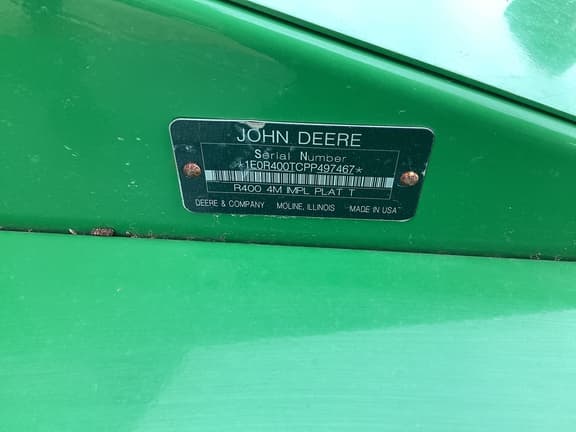 JOHN DEERE
Serial Number
*1E0R400TCPP497467*
R400 4M IMPL PLAT T
DEERE & COMPANY MOLINE, ILLINOIS MADE IN USA